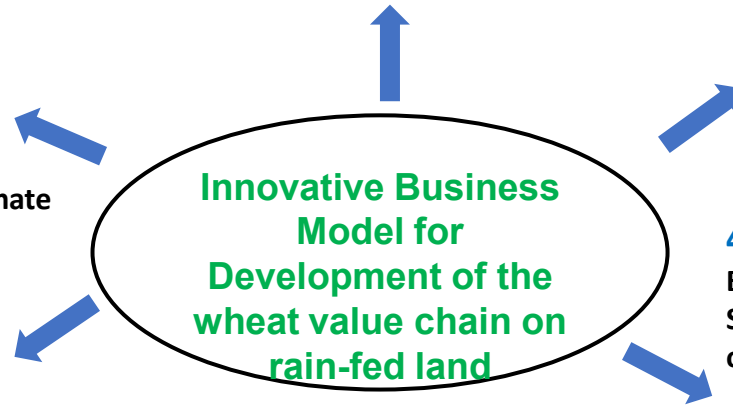 Innovative Business
Model for
Development of the
wheat value chain on
rain-fed land